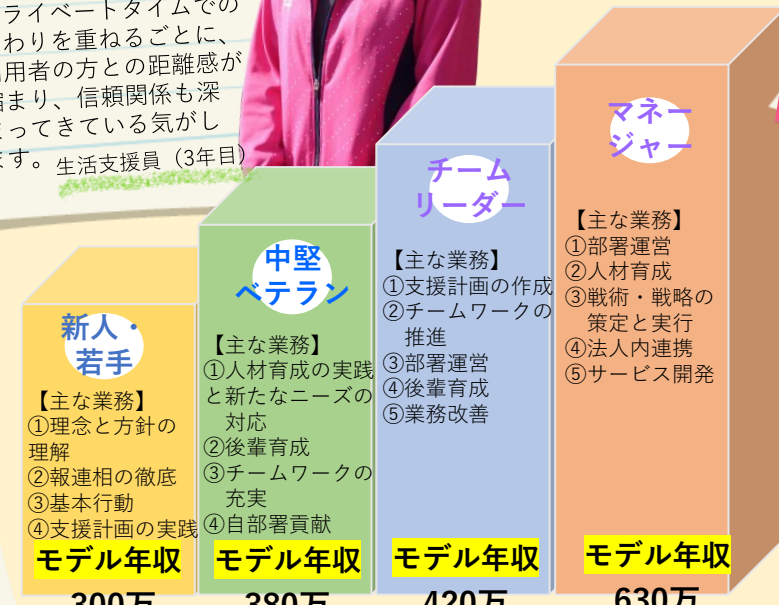 ライベートタイムでの
わりを重ねるごとに、
用者の方との距離感が
まり、信頼関係も深
ってきている気がし
す。生活支援員（3年目）
新人・
若手
【主な業務】
①理念と方針の
理解
②報連相の徹底
③基本行動
④支援計画の実践
モデル年収
300万
中堅
ベテラン
【主な業務】
①人材育成の実践
と新たなニーズの
対応
②後輩育成
③チームワークの
充実
④自部署貢献
モデル年収
380万
チーム
リーダー
【主な業務】
①支援計画の作成
②チームワークの
推進
③部署運営
④後輩育成
⑤業務改善
モデル年収
420万
マネー
ジャー
【主な業務】
①部署運営
②人材育成
③戦術・戦略の
策定と実行
④法人内連携
⑤サービス開発
モデル年収
630万